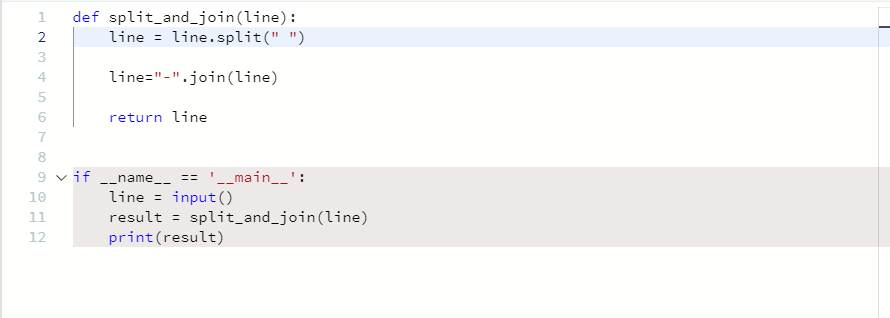 1 def split_and_join(line):
2     line = line.split(" ")
3
4     line="-".join(line)
5
6     return line
7
8
9 if __name__ == '__main__':
10     line = input()
11     result = split_and_join(line)
12     print(result)